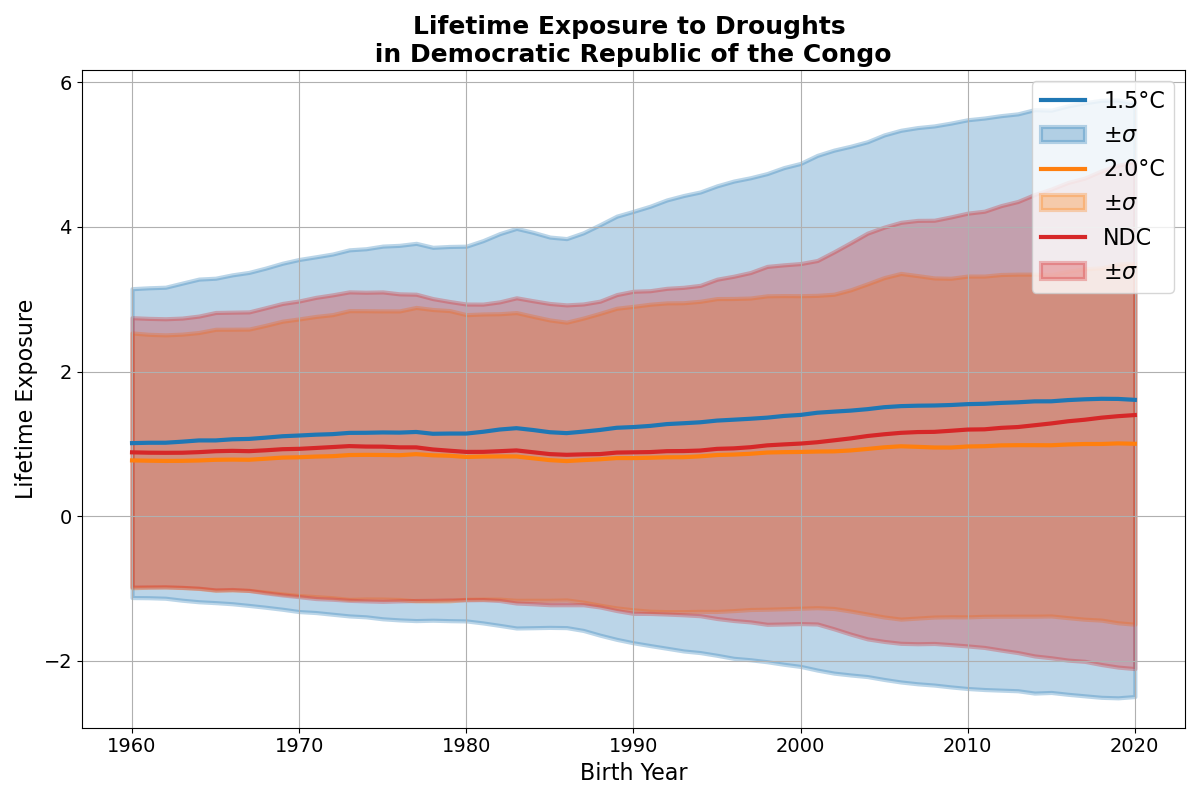 Lifetime Exposure to Droughts
in Democratic Republic of the Congo
Lifetime Exposure
6
4
2
0
−2
1960 1970 1980 1990 2000 2010 2020
Birth Year
1.5°C
±σ
2.0°C
±σ
NDC
±σ